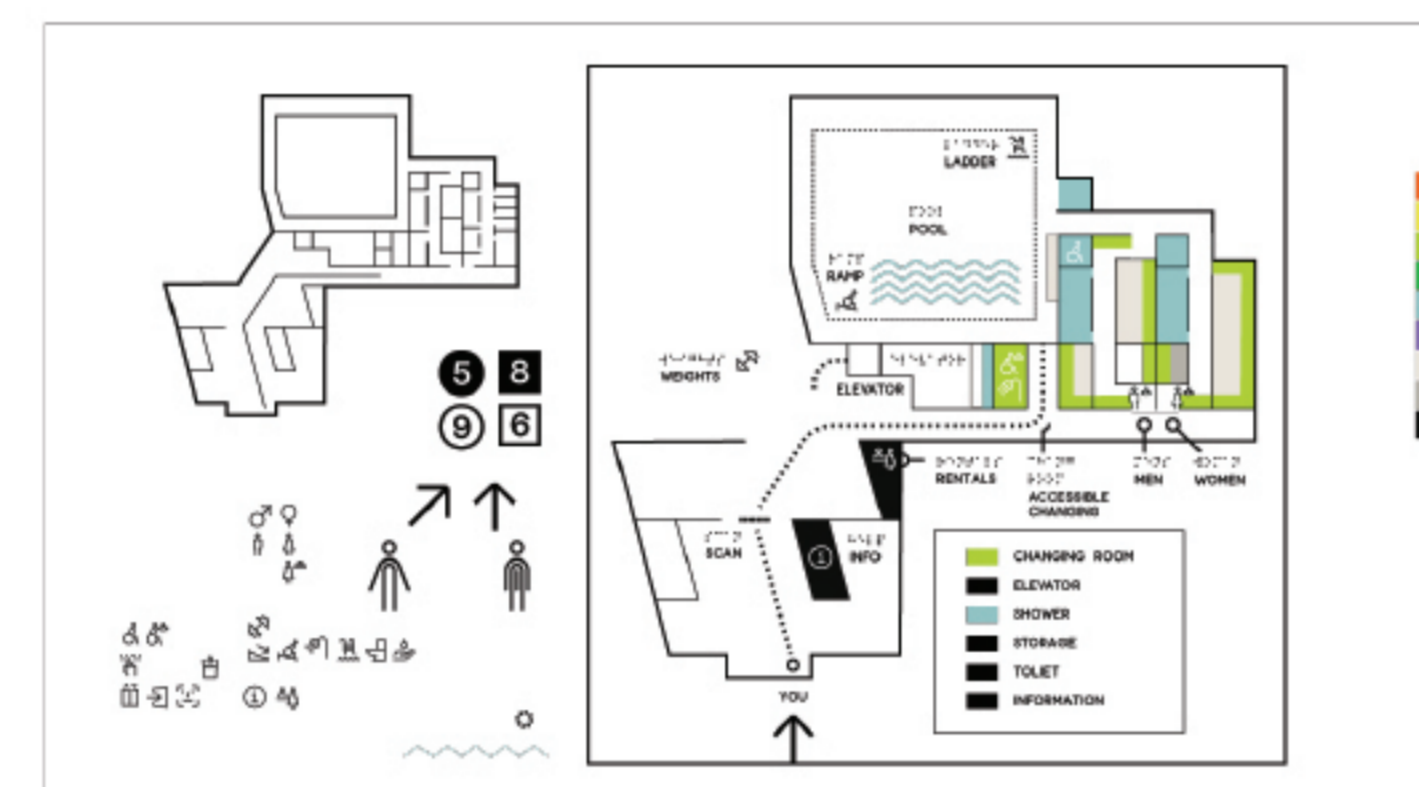 5
8
9
6
LADDER
POOL
RAMP
WEIGHTS
ELEVATOR
RENTALS
ACCESSIBLE
CHANGING
MEN
WOMEN
SCAN
INFO
YOU
CHANGING ROOM
ELEVATOR
SHOWER
STORAGE
TOLIET
INFORMATION